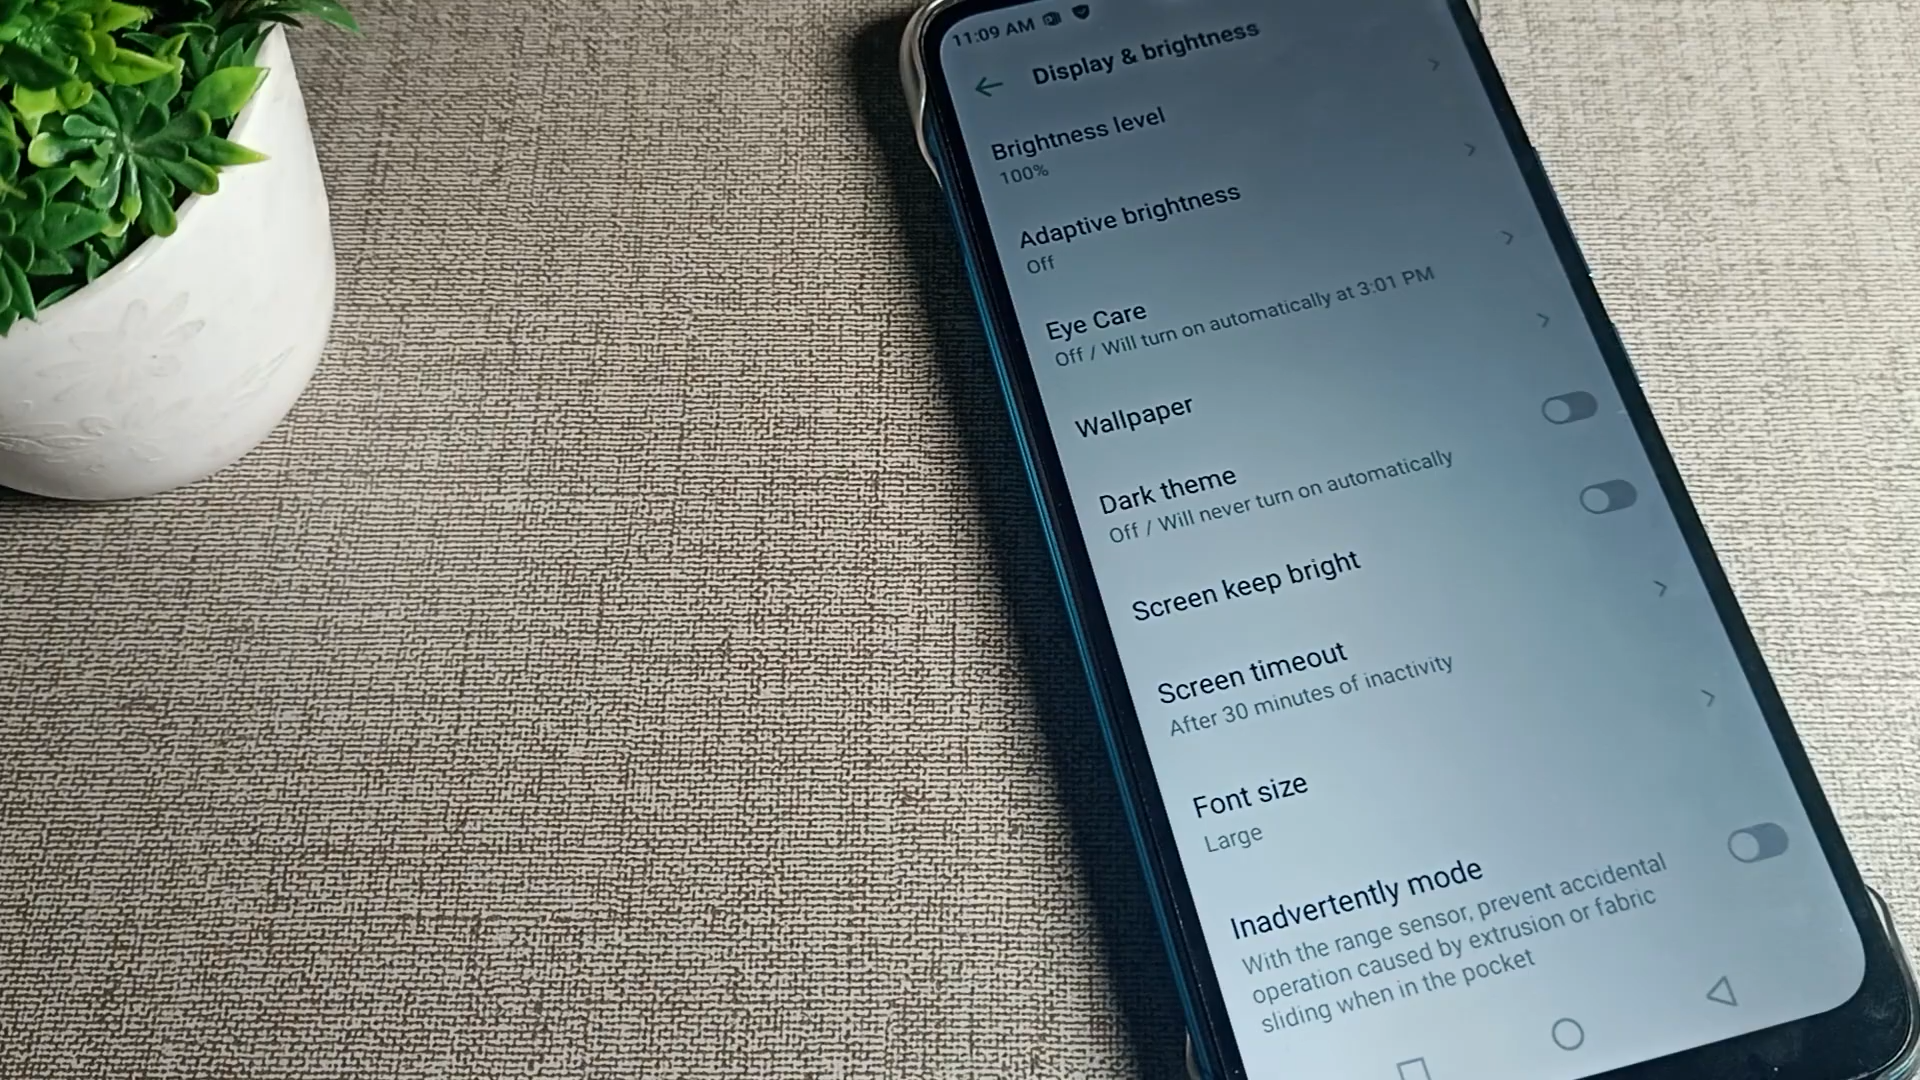 11:09 AM
Display & brightness
Brightness level
100%
Adaptive brightness
Off
Eye Care
Off / Will turn on automatically at 3:01 PM
Wallpaper
Dark theme
Off / Will never turn on automatically
Screen keep bright
Screen timeout
After 30 minutes of inactivity
Font size
Large
Inadvertently mode
With the range sensor, prevent accidental
operation caused by extrusion or fabric
sliding when in the pocket